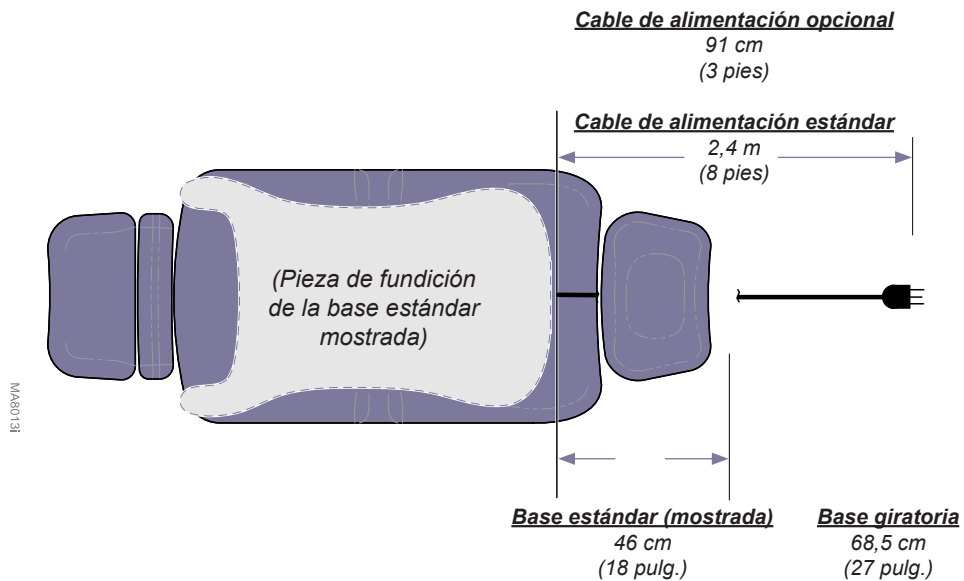 Cable de alimentación opcional
91 cm
(3 pies)
Cable de alimentación estándar
2,4 m
(8 pies)
(Pieza de fundición
de la base estándar
mostrada)
MA8013i
Base estándar (mostrada)
46 cm
(18 pulg.)
Base giratoria
68,5 cm
(27 pulg.)